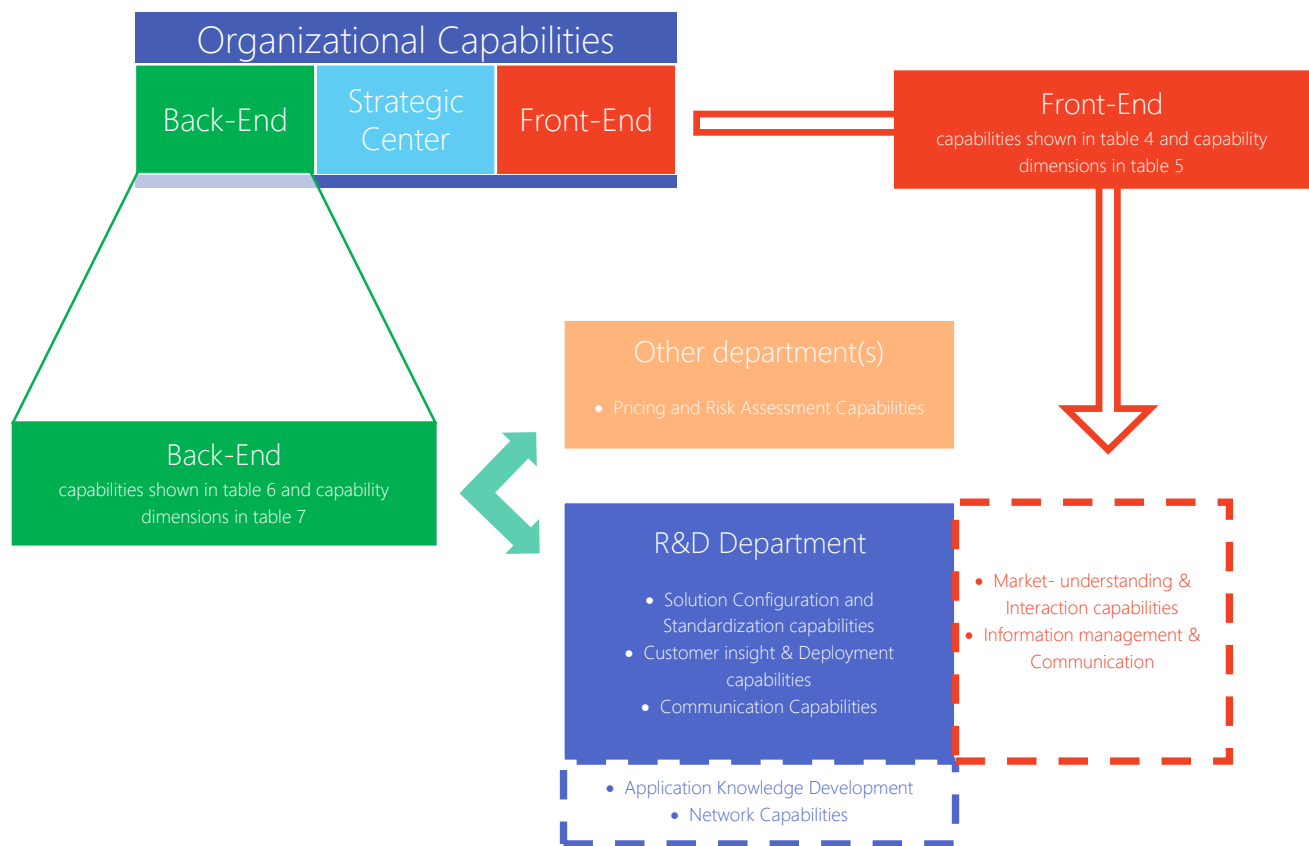 Organizational Capabilities
Back-End
Strategic
Center
Front-End
Front-End
capabilities shown in table 4 and capability
dimensions in table 5
Other department(s)
• Pricing and Risk Assessment Capabilities
Back-End
capabilities shown in table 6 and capability
dimensions in table 7
R&D Department
• Solution Configuration and
Standardization capabilities
• Customer insight & Deployment
capabilities
• Communication Capabilities
• Market- understanding &
Interaction capabilities
• Information management &
Communication
• Application Knowledge Development
• Network Capabilities